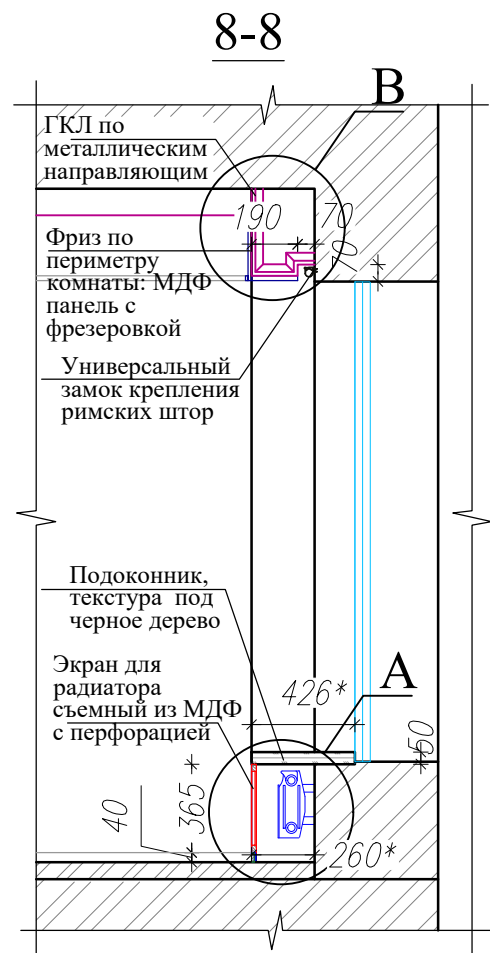 8-8
В
ГКЛ по
металлическим
направляющим
190
70
70
Фриз по
периметру
комнаты: МДФ
панель с
фрезеровкой
Универсальный
замок крепления
римских штор
Подоконник,
текстура под
черное дерево
Экран для
радиатора
съемный из МДФ
с перфорацией
426*
А
50
40
365*
260*